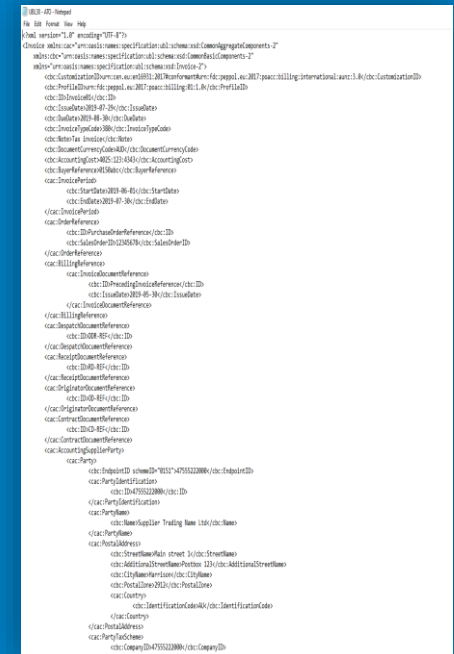 UBL3.0 - ATO - Notepad
File Edit Format View Help
<?xml version="1.0" encoding="UTF-8"?>
<Invoice xmlns:cac="urn:oasis:names:specification:ubl:schema:xsd:CommonAggregateComponents-2"
xmlns:cbc="urn:oasis:names:specification:ubl:schema:xsd:CommonBasicComponents-2"
xmlns="urn:oasis:names:specification:ubl:schema:xsd:Invoice-2">
<cbc:CustomizationID>urn:cen.eu:en16931:2017#conformant#urn:fdc:peppol.eu:2017:poacc:billing:international:aunz:3.0</cbc:CustomizationID>
<cbc:ProfileID>urn:fdc:peppol.eu:2017:poacc:billing:01:1.0</cbc:ProfileID>
<cbc:ID>Invoice01</cbc:ID>
<cbc:IssueDate>2019-07-29</cbc:IssueDate>
<cbc:DueDate>2019-08-30</cbc:DueDate>
<cbc:InvoiceTypeCode>380</cbc:InvoiceTypeCode>
<cbc:Note>Tax invoice</cbc:Note>
<cbc:DocumentCurrencyCode>AUD</cbc:DocumentCurrencyCode>
<cbc:AccountingCost>4025:123:4343</cbc:AccountingCost>
<cbc:BuyerReference>0150abc</cbc:BuyerReference>
<cac:InvoicePeriod>
<cbc:StartDate>2019-06-01</cbc:StartDate>
<cbc:EndDate>2019-07-30</cbc:EndDate>
</cac:InvoicePeriod>
<cac:OrderReference>
<cbc:ID>PurchaseOrderReference</cbc:ID>
<cbc:SalesOrderID>12345678</cbc:SalesOrderID>
</cac:OrderReference>
<cac:BillingReference>
<cac:InvoiceDocumentReference>
<cbc:ID>PrecedingInvoiceReference</cbc:ID>
<cbc:IssueDate>2019-05-30</cbc:IssueDate>
</cac:InvoiceDocumentReference>
</cac:BillingReference>
<cac:DespatchDocumentReference>
<cbc:ID>DDR-REF</cbc:ID>
</cac:DespatchDocumentReference>
<cac:ReceiptDocumentReference>
<cbc:ID>RD-REF</cbc:ID>
</cac:ReceiptDocumentReference>
<cac:OriginatorDocumentReference>
<cbc:ID>OD-REF</cbc:ID>
</cac:OriginatorDocumentReference>
<cac:ContractDocumentReference>
<cbc:ID>CD-REF</cbc:ID>
</cac:ContractDocumentReference>
<cac:AccountingSupplierParty>
<cac:Party>
<cbc:EndpointID schemeID="0151">47555222000</cbc:EndpointID>
<cac:PartyIdentification>
<cbc:ID>47555222000</cbc:ID>
</cac:PartyIdentification>
<cac:PartyName>
<cbc:Name>Supplier Trading Name Ltd</cbc:Name>
</cac:PartyName>
<cac:PostalAddress>
<cbc:StreetName>Main street 1</cbc:StreetName>
<cbc:AdditionalStreetName>Postbox 123</cbc:AdditionalStreetName>
<cbc:CityName>Harrison</cbc:CityName>
<cbc:PostalZone>2912</cbc:PostalZone>
<cac:Country>
<cbc:IdentificationCode>AU</cbc:IdentificationCode>
</cac:Country>
</cac:PostalAddress>
<cac:PartyTaxScheme>
<cbc:CompanyID>47555222000</cbc:CompanyID>